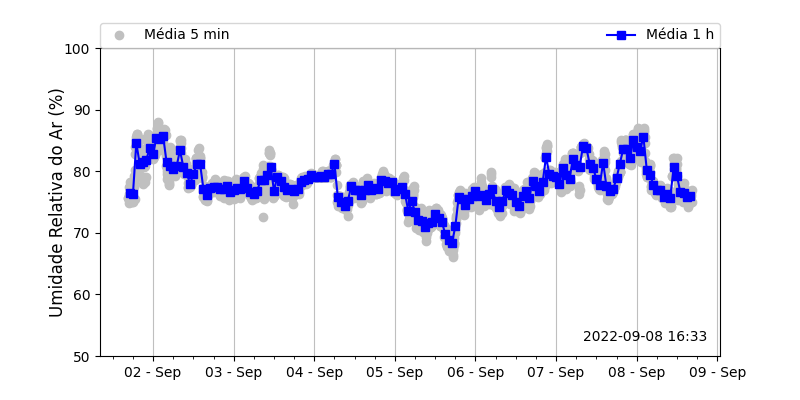 Média 5 min Média 1 h
Umidade Relativa do Ar (%)
100
90
80
70
60
50
2022-09-08 16:33
02 - Sep 03 - Sep 04 - Sep 05 - Sep 06 - Sep 07 - Sep 08 - Sep 09 - Sep